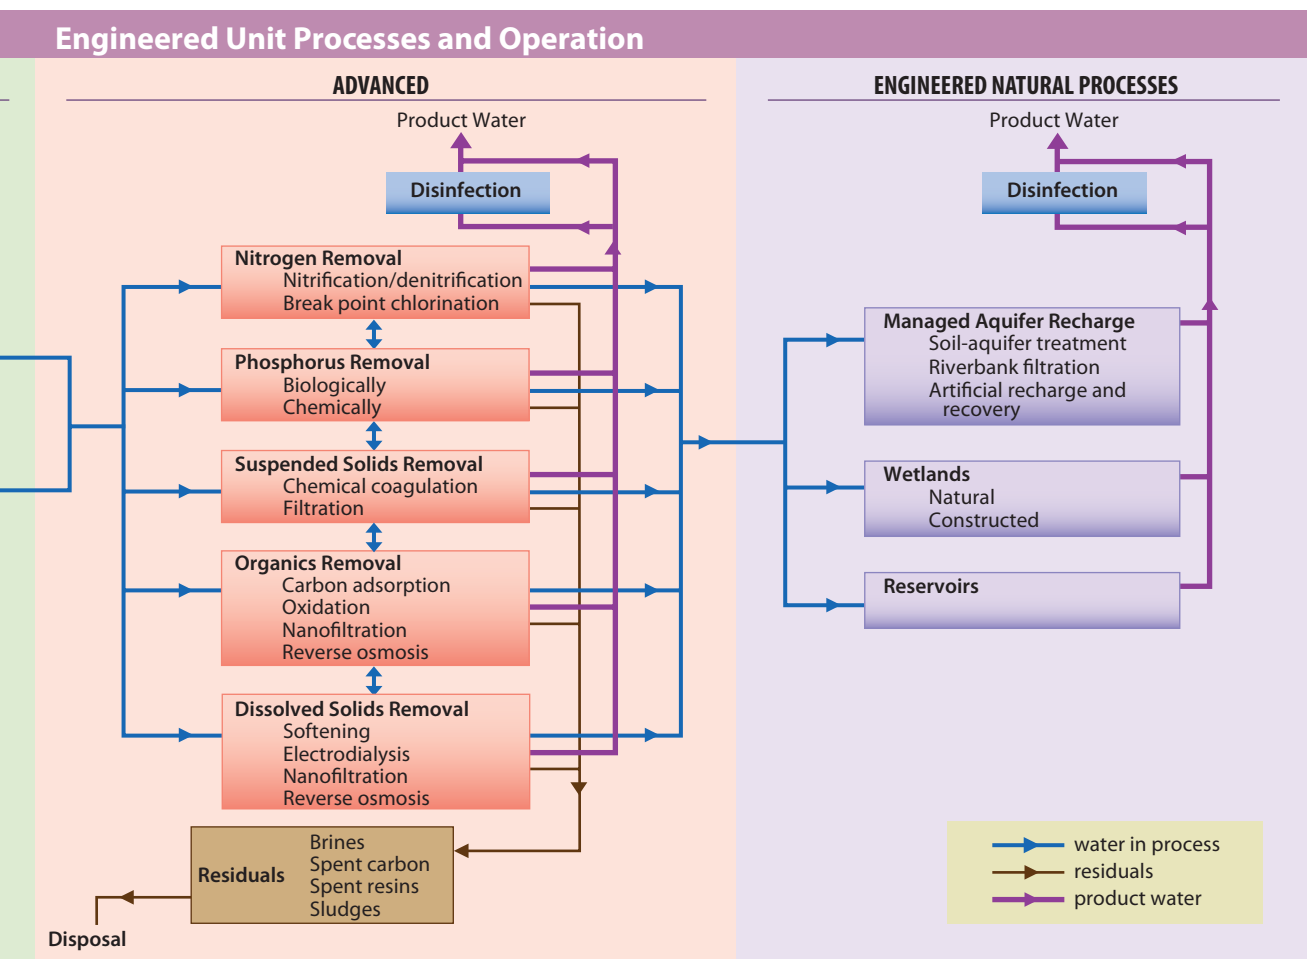 Engineered Unit Processes and Operation
ADVANCED
Product Water
Disinfection
Nitrogen Removal
Nitrification/denitrification
Break point chlorination
Phosphorus Removal
Biologically
Chemically
Suspended Solids Removal
Chemical coagulation
Filtration
Organics Removal
Carbon adsorption
Oxidation
Nanofiltration
Reverse osmosis
Dissolved Solids Removal
Softening
Electrodialysis
Nanofiltration
Reverse osmosis
Residuals
Brines
Spent carbon
Spent resins
Sludges
Disposal
ENGINEERED NATURAL PROCESSES
Product Water
Disinfection
Managed Aquifer Recharge
Soil-aquifer treatment
Riverbank filtration
Artificial recharge and
recovery
Wetlands
Natural
Constructed
Reservoirs
water in process
residuals
product water